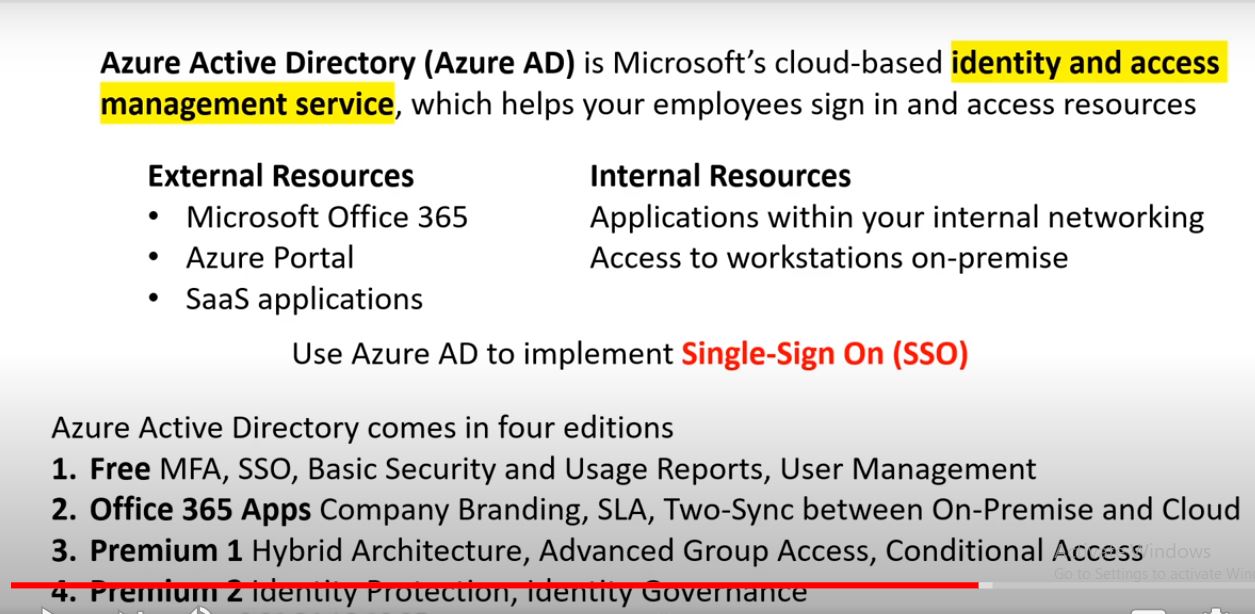 Azure Active Directory (Azure AD) is Microsoft’s cloud-based identity and access
management service, which helps your employees sign in and access resources
External Resources
• Microsoft Office 365
• Azure Portal
• SaaS applications
Internal Resources
Applications within your internal networking
Access to workstations on-premise
Use Azure AD to implement Single-Sign On (SSO)
Azure Active Directory comes in four editions
1. Free MFA, SSO, Basic Security and Usage Reports, User Management
2. Office 365 Apps Company Branding, SLA, Two-Sync between On-Premise and Cloud
3. Premium 1 Hybrid Architecture, Advanced Group Access, Conditional Access
Activate Windows
Go to Settings to activate Win
4. Premium 2 Identity Protection, Identity Governance